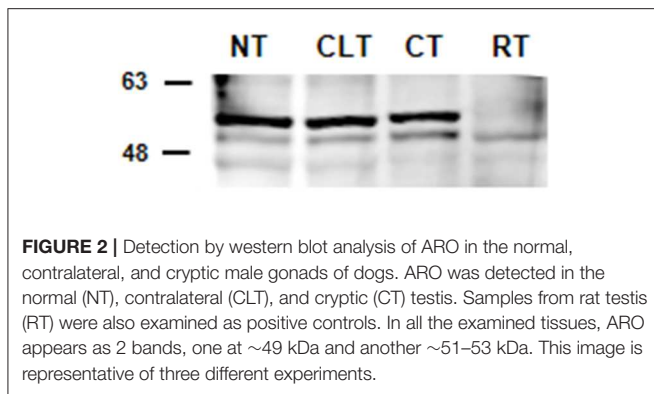 NT CLT CT RT
63
48
FIGURE 2 | Detection by western blot analysis of ARO in the normal,
contralateral, and cryptic male gonads of dogs. ARO was detected in the
normal (NT), contralateral (CLT), and cryptic (CT) testis. Samples from rat testis
(RT) were also examined as positive controls. In all the examined tissues, ARO
appears as 2 bands, one at ~49 kDa and another ~51–53 kDa. This image is
representative of three different experiments.